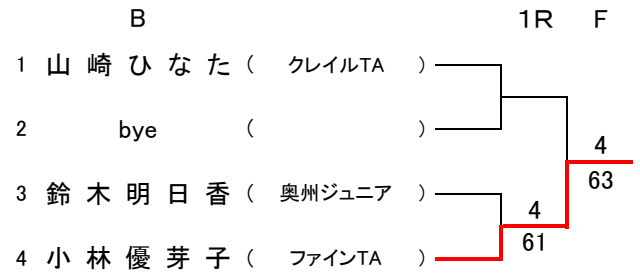 B 1R F
1 山崎ひなた ( クレイルTA )
2 bye ( )
4
3 鈴木明日香 ( 奥州ジュニア ) 63
4
61
4 小林優芽子 ( ファインTA )